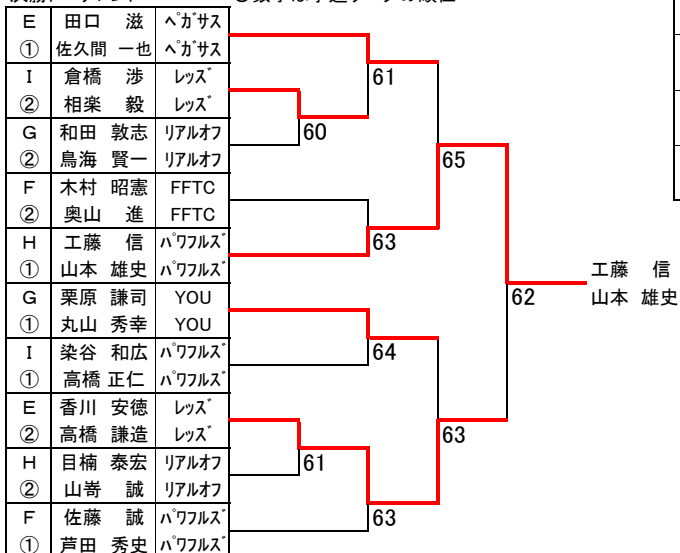 E 田口 滋 ﾍﾟｶﾞｻｽ
① 佐久間 一也 ﾍﾟｶﾞｻｽ
I 倉橋 渉 ﾚｯｽﾞ
② 相楽 毅 ﾚｯｽﾞ
G 和田 敦志 ﾘｱﾙｵﾌ
② 鳥海 賢一 ﾘｱﾙｵﾌ
F 木村 昭憲 FFTC
② 奥山 進 FFTC
H 工藤 信 ﾊﾟﾜﾌﾙｽﾞ
① 山本 雄史 ﾊﾟﾜﾌﾙｽﾞ
G 栗原 謙司 YOU
① 丸山 秀幸 YOU
I 染谷 和広 ﾊﾟﾜﾌﾙｽﾞ
① 高橋 正仁 ﾊﾟﾜﾌﾙｽﾞ
E 香川 安徳 ﾚｯｽﾞ
② 高橋 謙造 ﾚｯｽﾞ
H 目楠 泰宏 ﾘｱﾙｵﾌ
② 山嵜 誠 ﾘｱﾙｵﾌ
F 佐藤 誠 ﾊﾟﾜﾌﾙｽﾞ
① 芦田 秀史 ﾊﾟﾜﾌﾙｽﾞ
61
60
65
63
62
64
63
61
63
工藤 信
山本 雄史